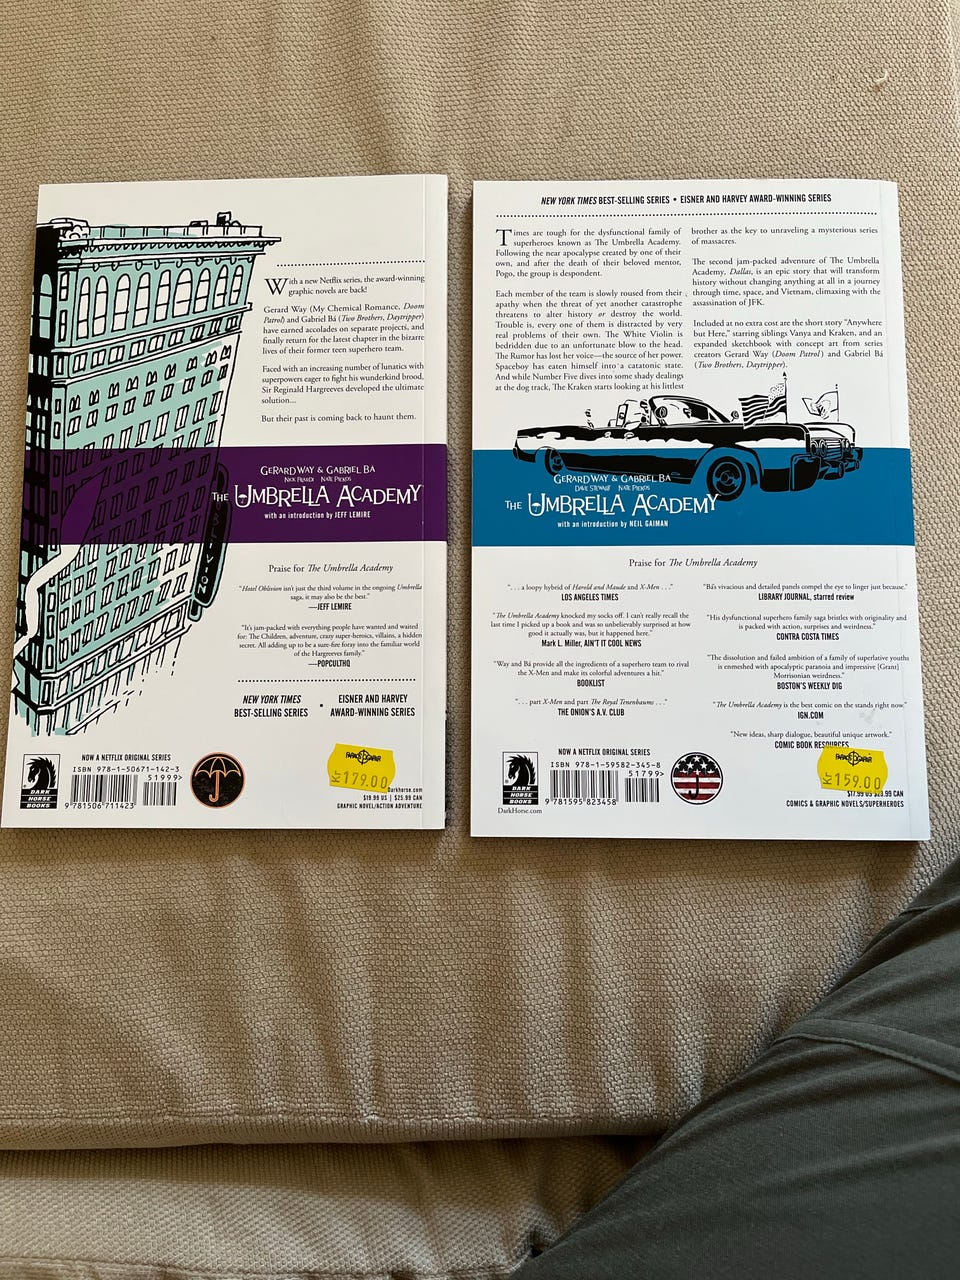 With a new Netflix series, the award-winning
graphic novels are back!
Gerard Way (My Chemical Romance, Doom
Patrol) and Gabriel Bá (Two Brothers, Daytripper)
have earned accolades on separate projects, and
finally return for the latest chapter in the bizarre
lives of their former teen superhero team.
Faced with an increasing number of lunatics with
superpowers eager to fight his wunderkind brood,
Sir Reginald Hargreeves developed the ultimate
solution...
But their past is coming back to haunt them.
GERARD WAY & GABRIEL BA
NICK FILARDI NATE PIEKOS
THE UMBRELLA ACADEMY
with an introduction by JEFF LEMIRE
OBLIVION
Praise for The Umbrella Academy
"Hotel Oblivion isn't just the third volume in the ongoing Umbrella
saga, it may also be the best."
—JEFF LEMIRE
"It's jam-packed with everything people have wanted and waited
for: The Children, adventure, crazy super-heroics, villains, a hidden
secret. All adding up to be a sure-fire foray into the familiar world
of the Hargreeves family."
—POPCULTHQ
NEW YORK TIMES
BEST-SELLING SERIES
•
EISNER AND HARVEY
AWARD-WINNING SERIES
NOW A NETFLIX ORIGINAL SERIES
ISBN 978-1-50671-142-3
51999>
9 781506 711423
DARK
HORSE
BOOKS
kr179.00
DarkHorse.com
$19.99 US | $25.99 CAN
GRAPHIC NOVEL/ACTION ADVENTURE
NEW YORK TIMES BEST-SELLING SERIES • EISNER AND HARVEY AWARD-WINNING SERIES
Times are tough for the dysfunctional family of
superheroes known as The Umbrella Academy.
Following the near apocalypse created by one of their
own, and after the death of their beloved mentor,
Pogo, the group is despondent.
Each member of the team is slowly roused from their
apathy when the threat of yet another catastrophe
threatens to alter history or destroy the world.
Trouble is, every one of them is distracted by very
real problems of their own. The White Violin is
bedridden due to an unfortunate blow to the head.
The Rumor has lost her voice—the source of her power.
Spaceboy has eaten himself into a catatonic state.
And while Number Five dives into some shady dealings
at the dog track, The Kraken starts looking at his littlest
brother as the key to unraveling a mysterious series
of massacres.
The second jam-packed adventure of The Umbrella
Academy, Dallas, is an epic story that will transform
history without changing anything at all in a journey
through time, space, and Vietnam, climaxing with the
assassination of JFK.
Included at no extra cost are the short story "Anywhere
but Here," starring siblings Vanya and Kraken, and an
expanded sketchbook with concept art from series
creators Gerard Way (Doom Patrol) and Gabriel Bá
(Two Brothers, Daytripper).
GERARD WAY & GABRIEL BA
DAVE STEWART NATE PIEKOS
THE UMBRELLA ACADEMY
with an introduction by NEIL GAIMAN
Praise for The Umbrella Academy
". . . a loopy hybrid of Harold and Maude and X-Men . . ."
LOS ANGELES TIMES
"The Umbrella Academy knocked my socks off. I can't really recall the
last time I picked up a book and was so unbelievably surprised at how
good it actually was, but it happened here."
Mark L. Miller, AIN'T IT COOL NEWS
"Way and Bá provide all the ingredients of a superhero team to rival
the X-Men and make its colorful adventures a hit."
BOOKLIST
". . . part X-Men and part The Royal Tenenbaums . . ."
THE ONION'S A.V. CLUB
"Bá's vivacious and detailed panels compel the eye to linger just because."
LIBRARY JOURNAL, starred review
"His dysfunctional superhero family saga bristles with originality and
is packed with action, surprises and weirdness."
CONTRA COSTA TIMES
"The dissolution and failed ambition of a family of superlative youths
is enmeshed with apocalyptic paranoia and impressive [Grant]
Morrisonian weirdness."
BOSTON'S WEEKLY DIG
"The Umbrella Academy is the best comic on the stands right now."
IGN.COM
"New ideas, sharp dialogue, beautiful unique artwork."
COMIC BOOK RESOURCES
NOW A NETFLIX ORIGINAL SERIES
ISBN 978-1-59582-345-8
51799>
9 781595 823458
DARK
HORSE
BOOKS
DarkHorse.com
kr159.00
$17.99 US $23.99 CAN
COMICS & GRAPHIC NOVELS/SUPERHEROES